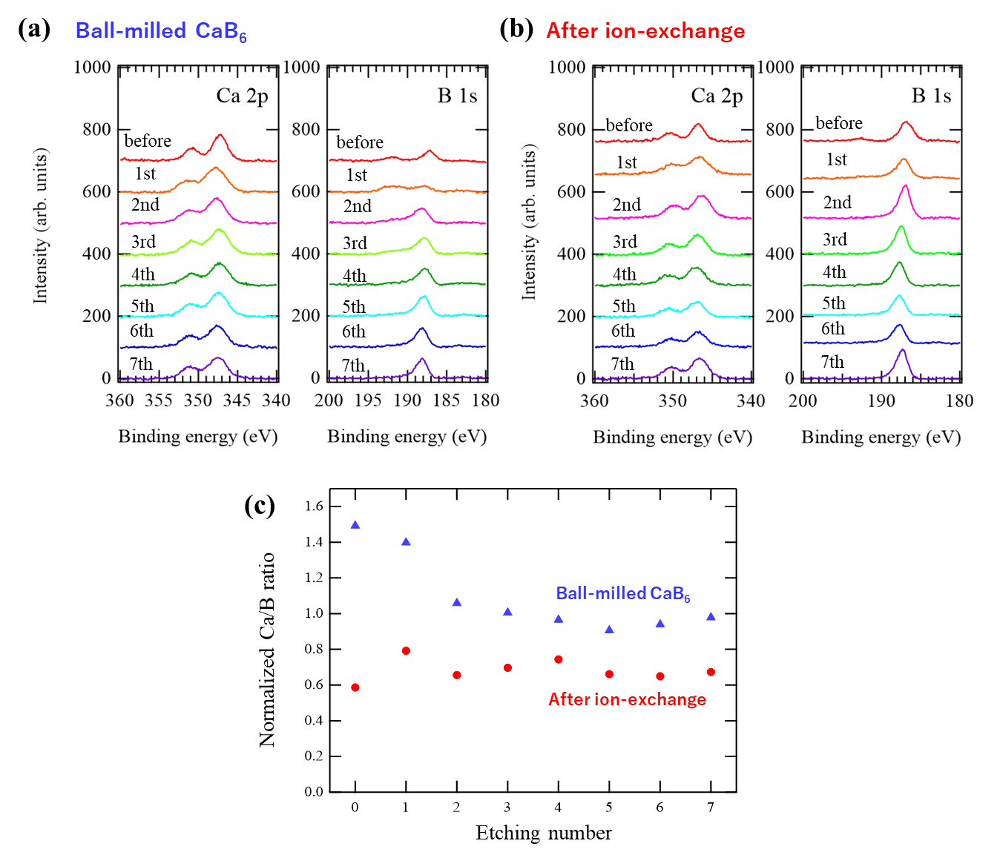 (a) Ball-milled CaB6
(b) After ion-exchange
1000
800
600
400
200
0
Intensity (arb. units)
Ca 2p
before
1st
2nd
3rd
4th
5th
6th
7th
360 355 350 345 340
Binding energy (eV)
1000
800
600
400
200
0
B 1s
before
1st
2nd
3rd
4th
5th
6th
7th
200 195 190 185 180
Binding energy (eV)
1000
800
600
400
200
0
Intensity (arb. units)
Ca 2p
before
1st
2nd
3rd
4th
5th
6th
7th
360 350 340
Binding energy (eV)
1000
800
600
400
200
0
B 1s
before
1st
2nd
3rd
4th
5th
6th
7th
200 190 180
Binding energy (eV)
(c)
1.6
1.4
1.2
1.0
0.8
0.6
0.4
0.2
0.0
Normalized Ca/B ratio
Ball-milled CaB6
After ion-exchange
0 1 2 3 4 5 6 7
Etching number